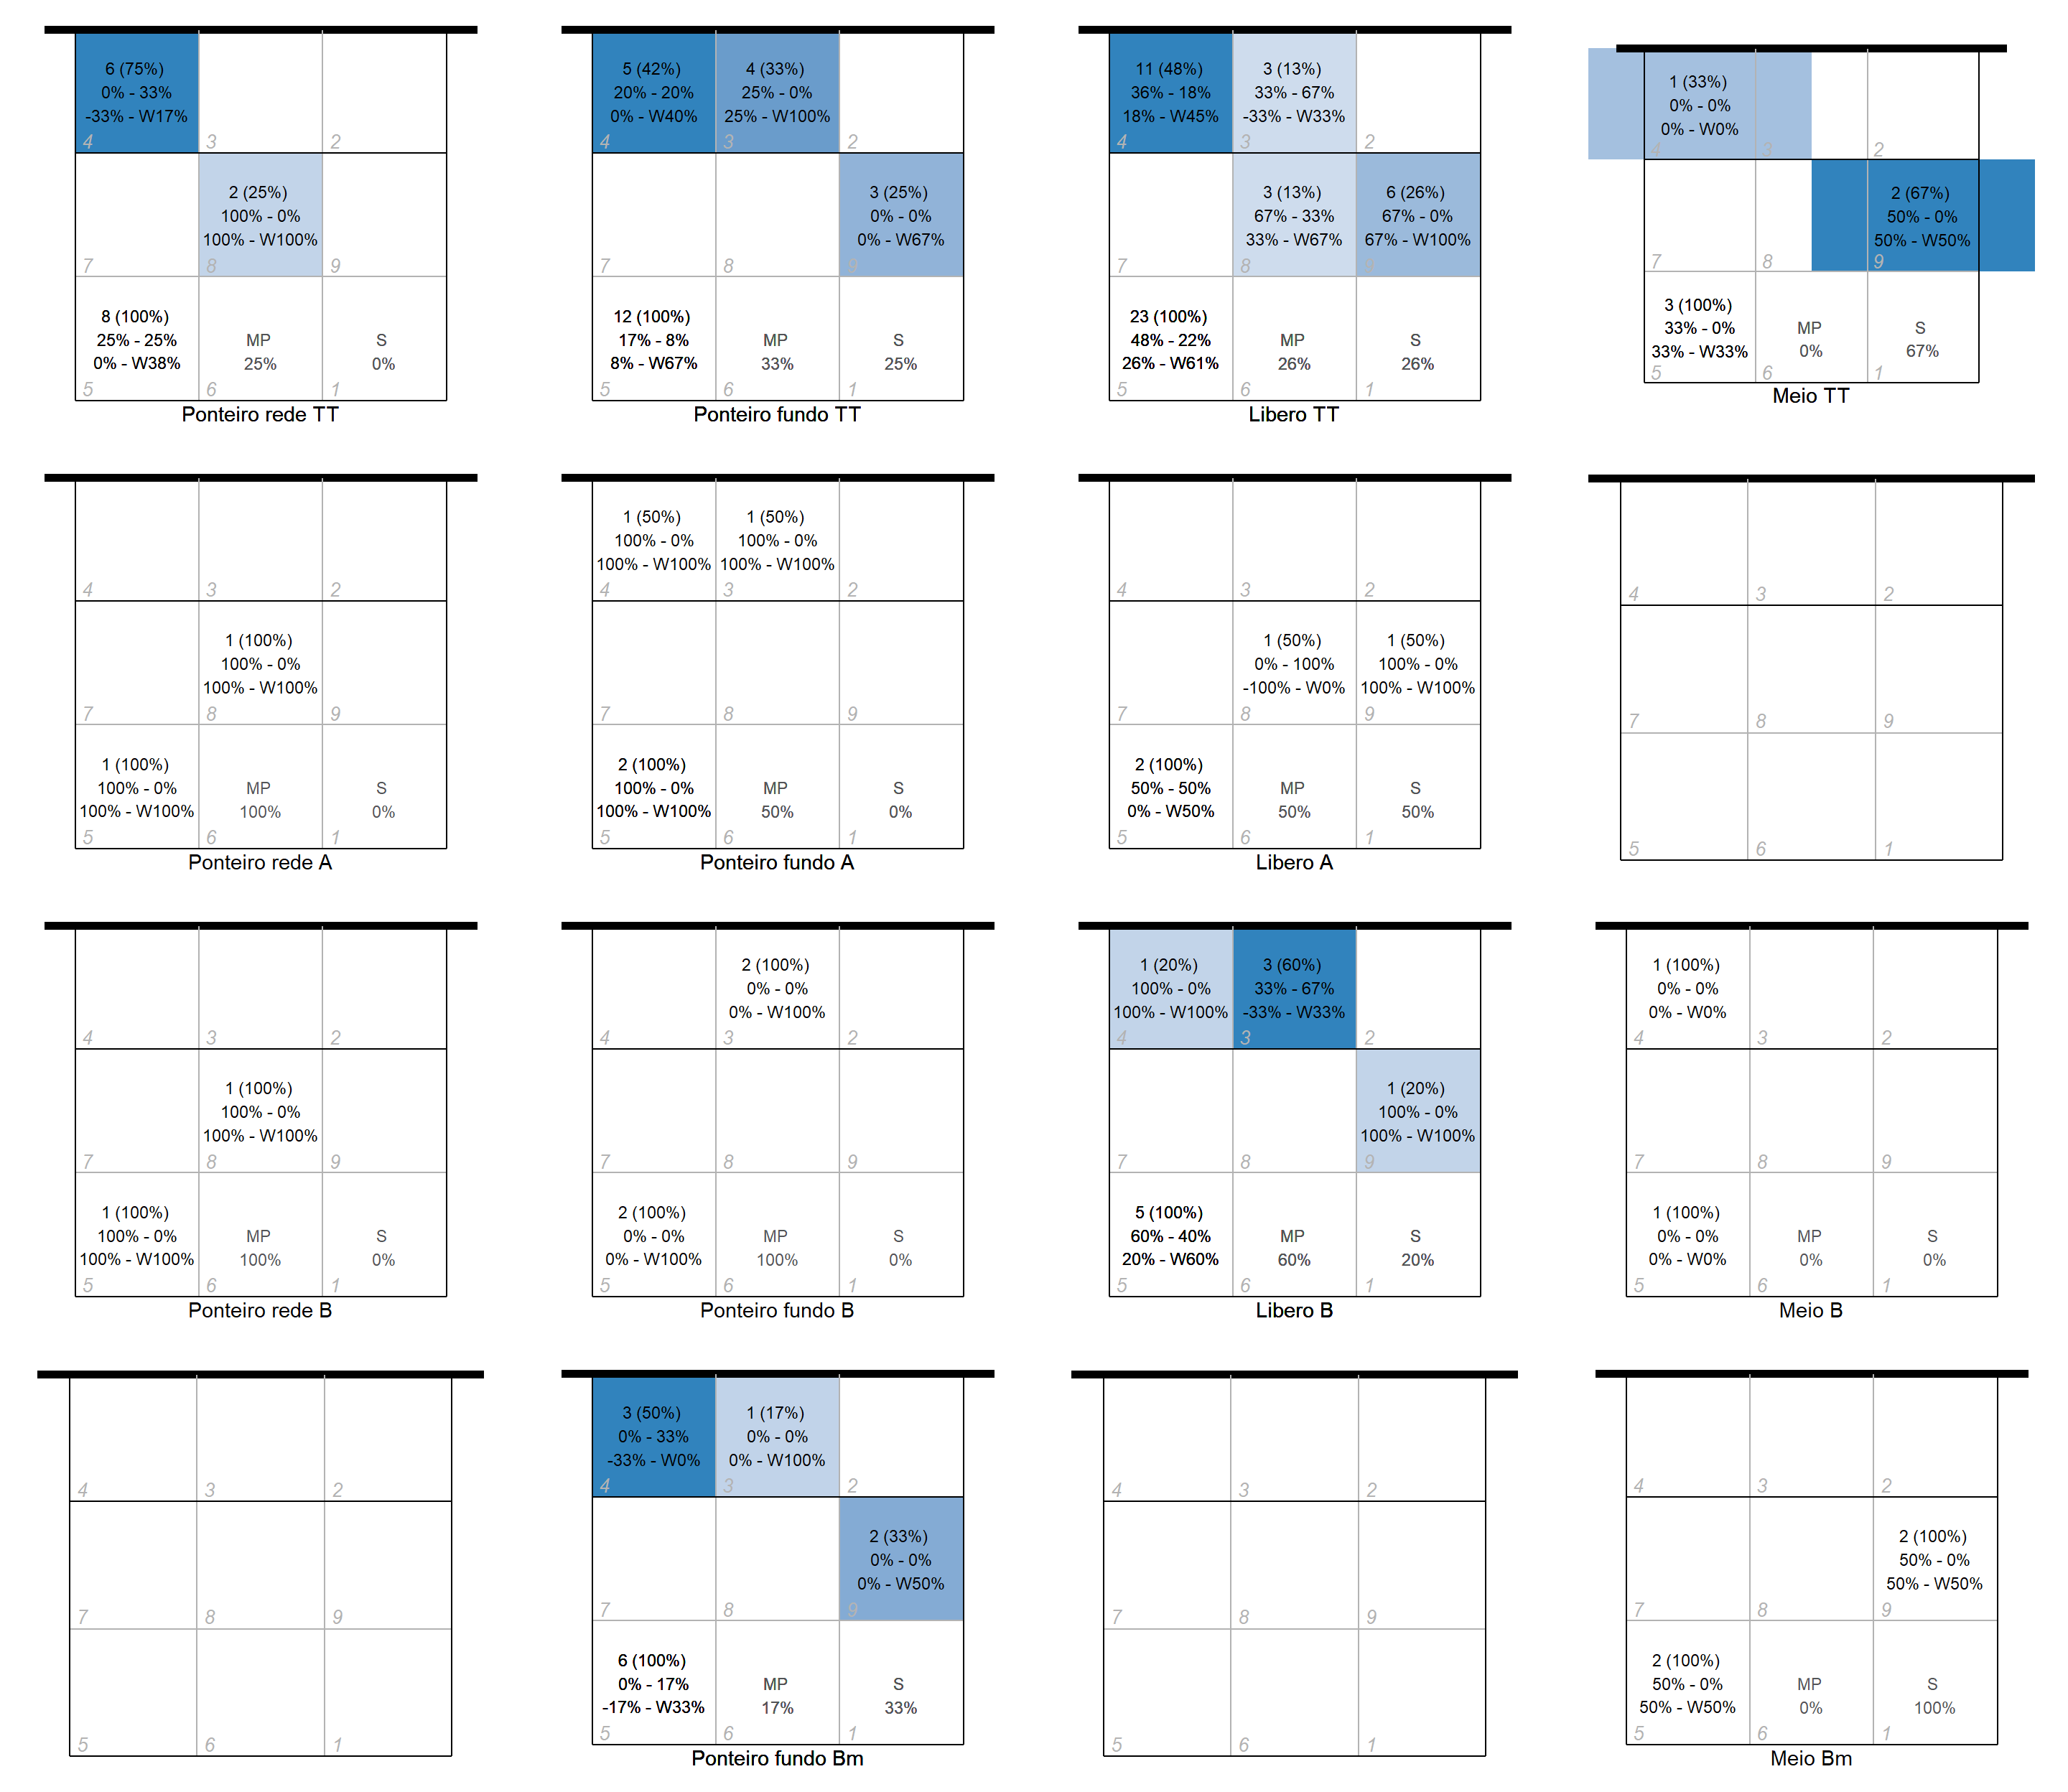 6 (75%)
0% - 33%
-33% - W17%
4
3
2
7
2 (25%)
100% - 0%
100% - W100%
8
9
8 (100%)
25% - 25%
0% - W38%
5
MP
25%
6
S
0%
1
Ponteiro rede TT
5 (42%)
20% - 20%
0% - W40%
4
4 (33%)
25% - 0%
25% - W100%
3
2
7
8
3 (25%)
0% - 0%
0% - W67%
9
12 (100%)
17% - 8%
8% - W67%
5
MP
33%
6
S
25%
1
Ponteiro fundo TT
11 (48%)
36% - 18%
18% - W45%
4
3 (13%)
33% - 67%
-33% - W33%
3
2
7
3 (13%)
67% - 33%
33% - W67%
8
6 (26%)
67% - 0%
67% - W100%
9
23 (100%)
48% - 22%
26% - W61%
5
MP
26%
6
S
26%
1
Libero TT
1 (33%)
0% - 0%
0% - W0%
4
3
2
7
8
2 (67%)
50% - 0%
50% - W50%
9
3 (100%)
33% - 0%
33% - W33%
5
MP
0%
6
S
67%
1
Meio TT
4
3
2
7
1 (100%)
100% - 0%
100% - W100%
8
9
1 (100%)
100% - 0%
100% - W100%
5
MP
100%
6
S
0%
1
Ponteiro rede A
1 (50%)
100% - 0%
100% - W100%
4
1 (50%)
100% - 0%
100% - W100%
3
2
7
8
9
2 (100%)
100% - 0%
100% - W100%
5
MP
50%
6
S
0%
1
Ponteiro fundo A
4
3
2
7
1 (50%)
0% - 100%
-100% - W0%
8
1 (50%)
100% - 0%
100% - W100%
9
2 (100%)
50% - 50%
0% - W50%
5
MP
50%
6
S
50%
1
Libero A
4
3
2
7
8
9
5
6
1
4
3
2
7
1 (100%)
100% - 0%
100% - W100%
8
9
1 (100%)
100% - 0%
100% - W100%
5
MP
100%
6
S
0%
1
Ponteiro rede B
4
2 (100%)
0% - 0%
0% - W100%
3
2
7
8
9
2 (100%)
0% - 0%
0% - W100%
5
MP
100%
6
S
0%
1
Ponteiro fundo B
1 (20%)
100% - 0%
100% - W100%
4
3 (60%)
33% - 67%
-33% - W33%
3
2
7
8
1 (20%)
100% - 0%
100% - W100%
9
5 (100%)
60% - 40%
20% - W60%
5
MP
60%
6
S
20%
1
Libero B
1 (100%)
0% - 0%
0% - W0%
4
3
2
7
8
9
1 (100%)
0% - 0%
0% - W0%
5
MP
0%
6
S
0%
1
Meio B
4
3
2
7
8
9
5
6
1
3 (50%)
0% - 33%
-33% - W0%
4
1 (17%)
0% - 0%
0% - W100%
3
2
7
8
2 (33%)
0% - 0%
0% - W50%
9
6 (100%)
0% - 17%
-17% - W33%
5
MP
17%
6
S
33%
1
Ponteiro fundo Bm
4
3
2
7
8
9
5
6
1
4
3
2
7
8
2 (100%)
50% - 0%
50% - W50%
9
2 (100%)
50% - 0%
50% - W50%
5
MP
0%
6
S
100%
1
Meio Bm